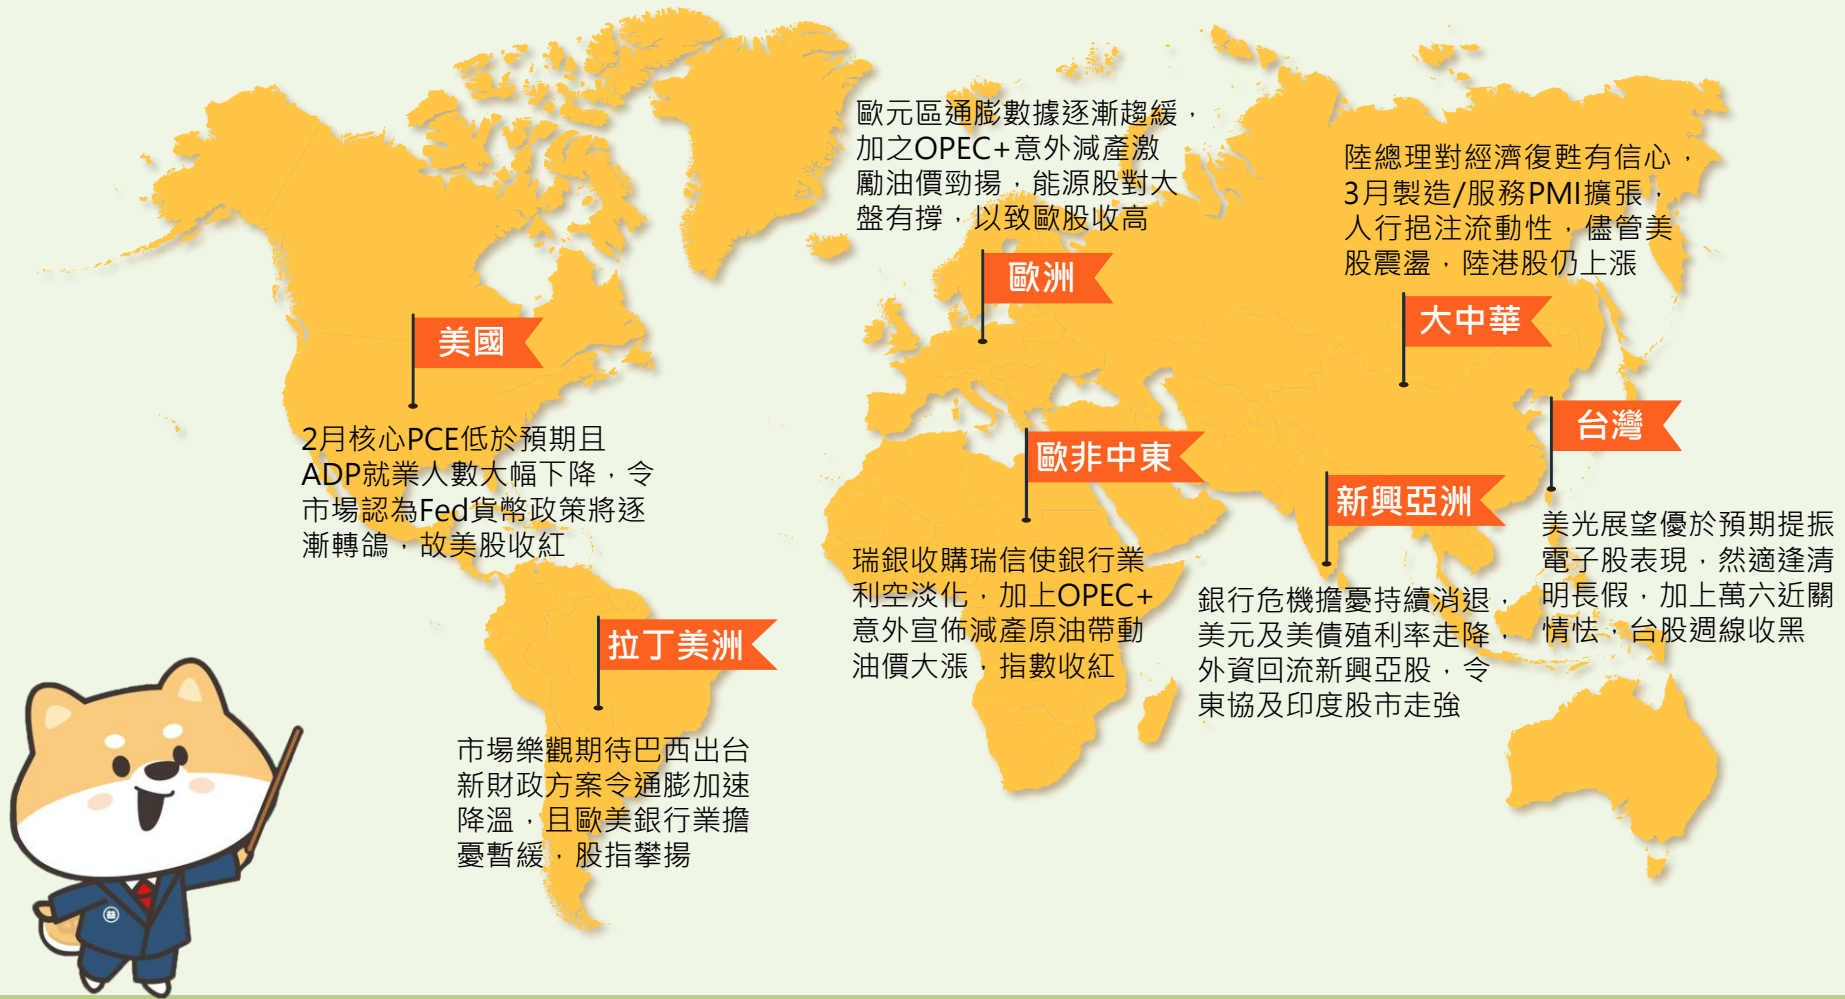 歐元區通膨數據逐漸趨緩，
加之OPEC+意外減產激
勵油價勁揚，能源股對大
盤有撐，以致歐股收高
歐洲
陸總理對經濟復甦有信心，
3月製造/服務PMI擴張，
人行挹注流動性，儘管美
股震盪，陸港股仍上漲
大中華
美國
2月核心PCE低於預期且
ADP就業人數大幅下降，令
市場認為Fed貨幣政策將逐
漸轉鴿，故美股收紅
歐非中東
瑞銀收購瑞信使銀行業
利空淡化，加上OPEC+
意外宣佈減產原油帶動
油價大漲，指數收紅
新興亞洲
銀行危機擔憂持續消退，
美元及美債殖利率走降，
外資回流新興亞股，令
東協及印度股市走強
台灣
美光展望優於預期提振
電子股表現，然適逢清
明長假，加上萬六近關
情怯，台股週線收黑
拉丁美洲
市場樂觀期待巴西出台
新財政方案令通膨加速
降溫，且歐美銀行業擔
憂暫緩，股指攀揚